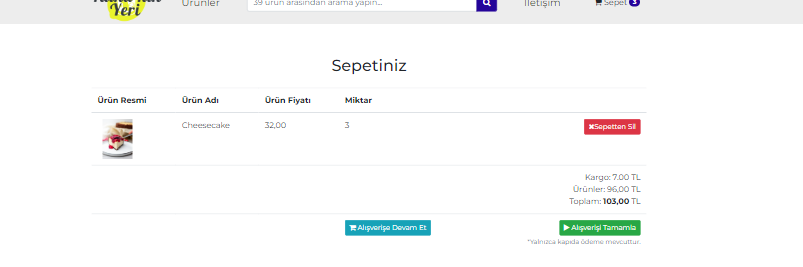 Yeri
Ürünler
39 ürün arasından arama yapın...
İletişim
Sepet 3
Sepetiniz
Ürün Resmi Ürün Adı Ürün Fiyatı Miktar
Cheesecake 32,00 3 ✖Sepetten Sil
Kargo: 7.00 TL
Ürünler: 96,00 TL
Toplam: 103,00 TL
Alışverişe Devam Et Alışverişi Tamamla
*Yalnızca kapıda ödeme mevcuttur.